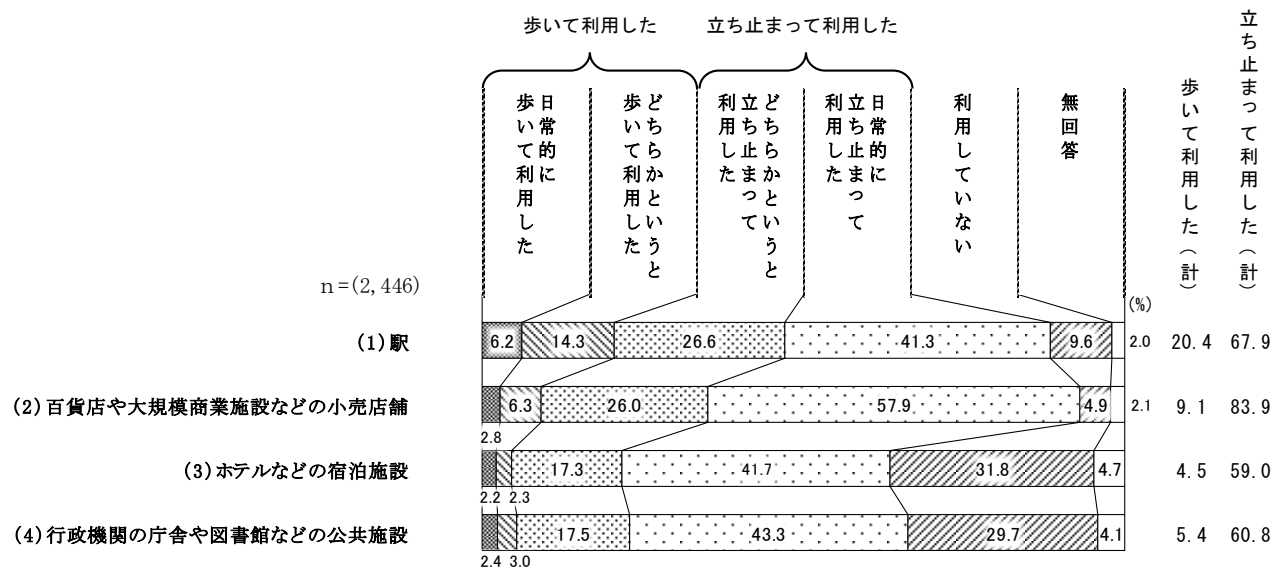 歩いて利用した
立ち止まって利用した
日常的に
歩いて利用した
どちらかというと
歩いて利用した
どちらかというと
立ち止まって
利用した
日常的に
立ち止まって
利用した
利用していない
無回答
歩いて利用した（計）
立ち止まって利用した（計）
n=(2,446)
(%)
(1)駅
6.2 14.3 26.6 41.3 9.6 2.0 20.4 67.9
(2)百貨店や大規模商業施設などの小売店舗
6.3 26.0 57.9 4.9 2.1 9.1 83.9
2.8
(3)ホテルなどの宿泊施設
17.3 41.7 31.8 4.7 4.5 59.0
2.2 2.3
(4)行政機関の庁舎や図書館などの公共施設
17.5 43.3 29.7 4.1 5.4 60.8
2.4 3.0